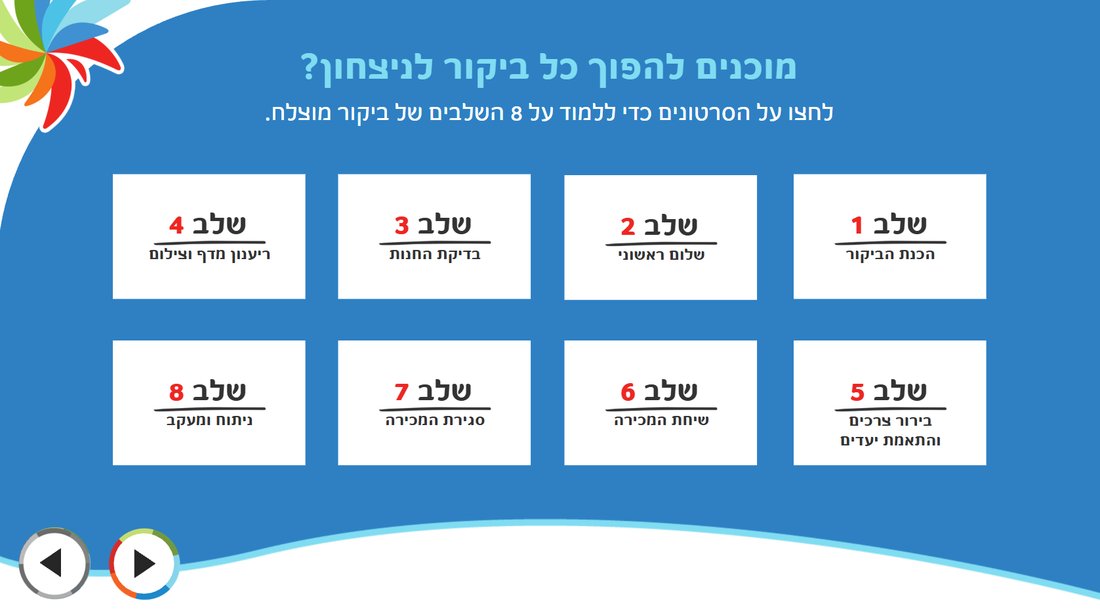 מוכנים להפוך כל ביקור לניצחון?
לחצו על הסרטונים כדי ללמוד על 8 השלבים של ביקור מוצלח.
שלב 1
הכנת הביקור
שלב 2
שלום ראשוני
שלב 3
בדיקת החנות
שלב 4
ריענון מדף וצילום
שלב 5
בירור צרכים
והתאמת יעדים
שלב 6
שיחת המכירה
שלב 7
סגירת המכירה
שלב 8
ניתוח ומעקב